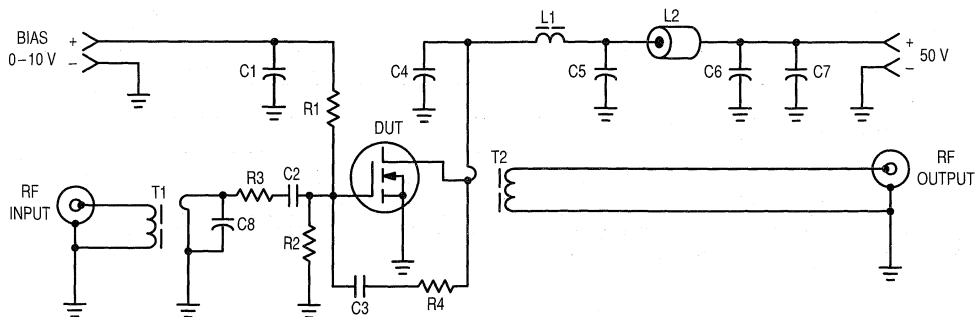 BIAS
0–10 V
+
–
C1
R1
C4
L1
L2
C5
C6
C7
+
–
50 V
DUT
T2
RF
OUTPUT
RF
INPUT
T1
R3
C2
C8
R2
C3
R4